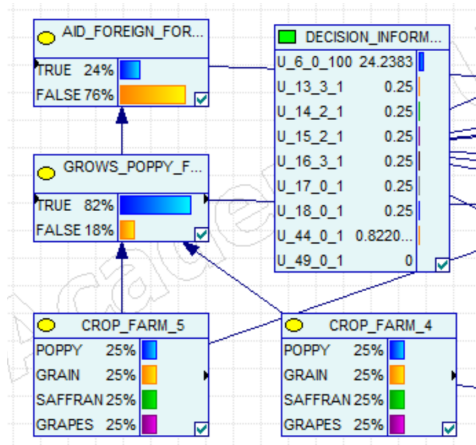 AID_FOREIGN_FOR...
TRUE 24%
FALSE 76%
DECISION_INFORM...
U_6_0_100 24.2383
U_13_3_1 0.25
U_14_2_1 0.25
U_15_2_1 0.25
U_16_3_1 0.25
U_17_0_1 0.25
U_18_0_1 0.25
U_44_0_1 0.8220...
U_49_0_1 0
GROWS_POPPY_F...
TRUE 82%
FALSE 18%
CROP_FARM_5
POPPY 25%
GRAIN 25%
SAFFRAN 25%
GRAPES 25%
CROP_FARM_4
POPPY 25%
GRAIN 25%
SAFFRAN 25%
GRAPES 25%